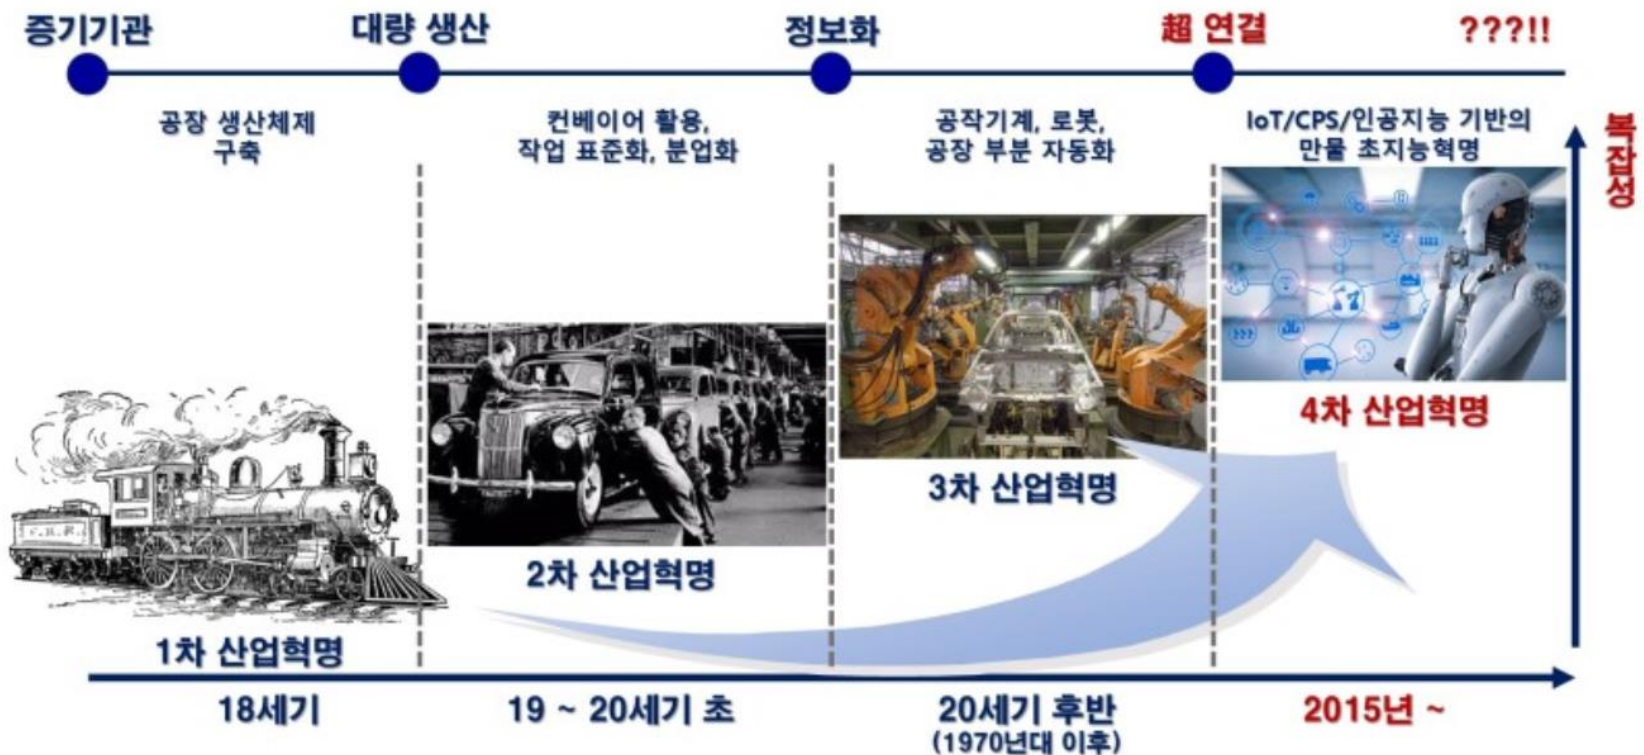 증기기관
대량 생산
정보화
超 연결
???!!
공장 생산체제
구축
컨베이어 활용,
작업 표준화, 분업화
공작기계, 로봇,
공장 부분 자동화
IoT/CPS/인공지능 기반의
만물 초지능혁명
복잡성
1차 산업혁명
2차 산업혁명
3차 산업혁명
4차 산업혁명
18세기
19 ~ 20세기 초
20세기 후반
(1970년대 이후)
2015년 ~